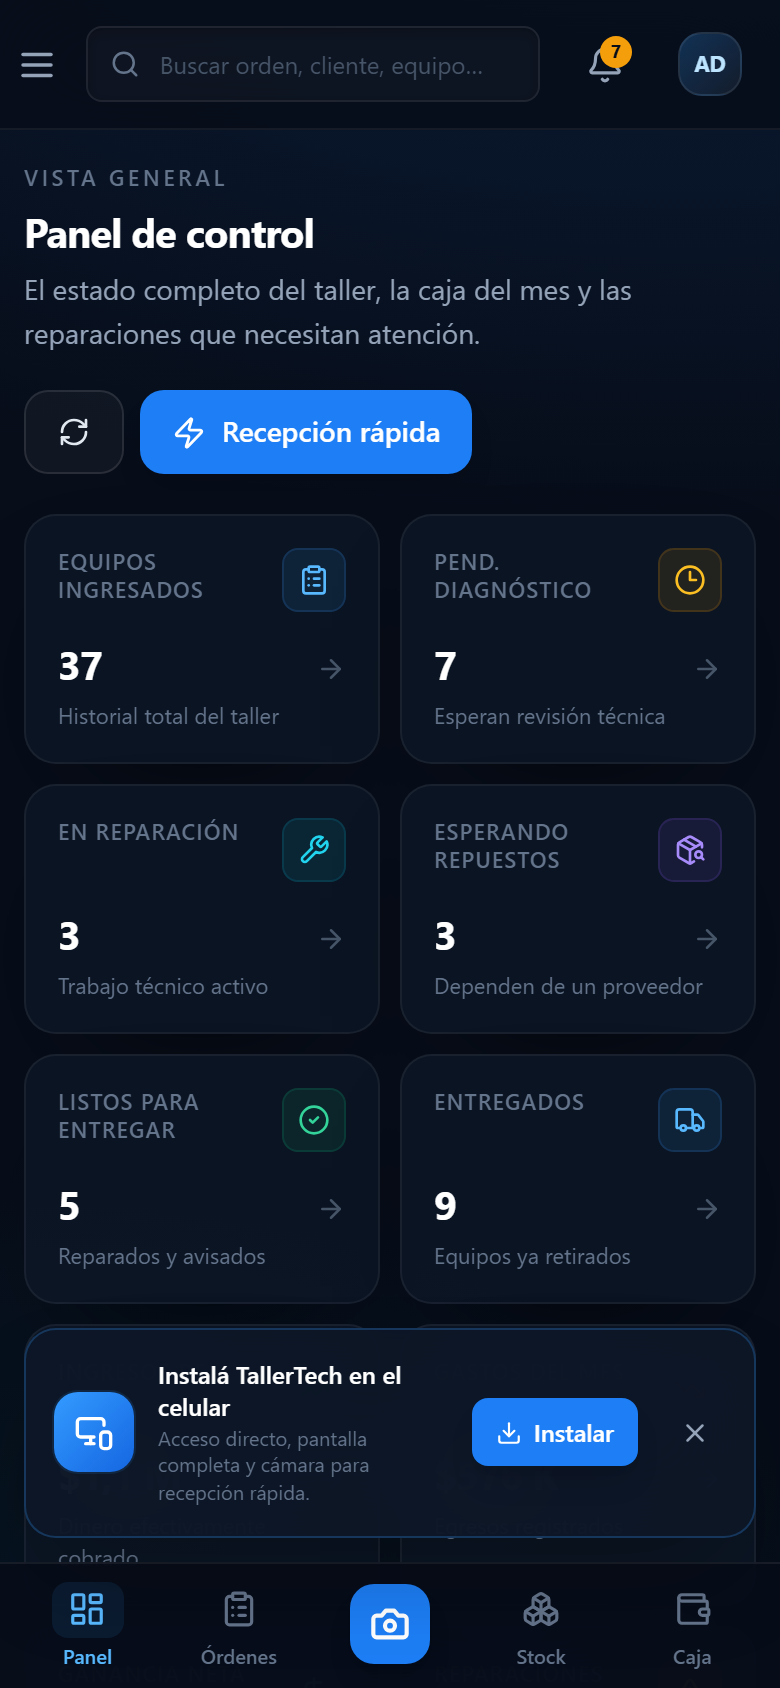 Buscar orden, cliente, equipo...
7
AD
VISTA GENERAL
Panel de control
El estado completo del taller, la caja del mes y las
reparaciones que necesitan atención.
Recepción rápida
EQUIPOS
INGRESADOS
37
Historial total del taller
PEND.
DIAGNÓSTICO
7
Esperan revisión técnica
EN REPARACIÓN
3
Trabajo técnico activo
ESPERANDO
REPUESTOS
3
Dependen de un proveedor
LISTOS PARA
ENTREGAR
5
Reparados y avisados
ENTREGADOS
9
Equipos ya retirados
Instalá TallerTech en el
celular
Acceso directo, pantalla
completa y cámara para
recepción rápida.
Instalar
cobrado
Panel
Órdenes
Stock
Caja